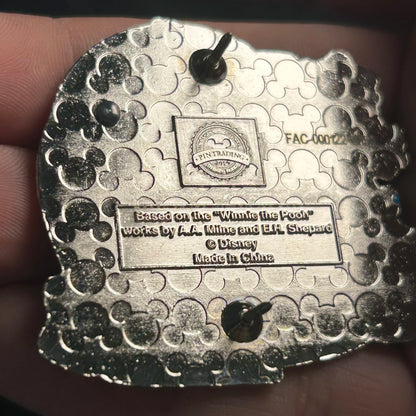 PIN TRADING
FAC-000122
Based on the "Winnie the Pooh"
works by A.A. Milne and E.H. Shepard
© Disney
Made in China